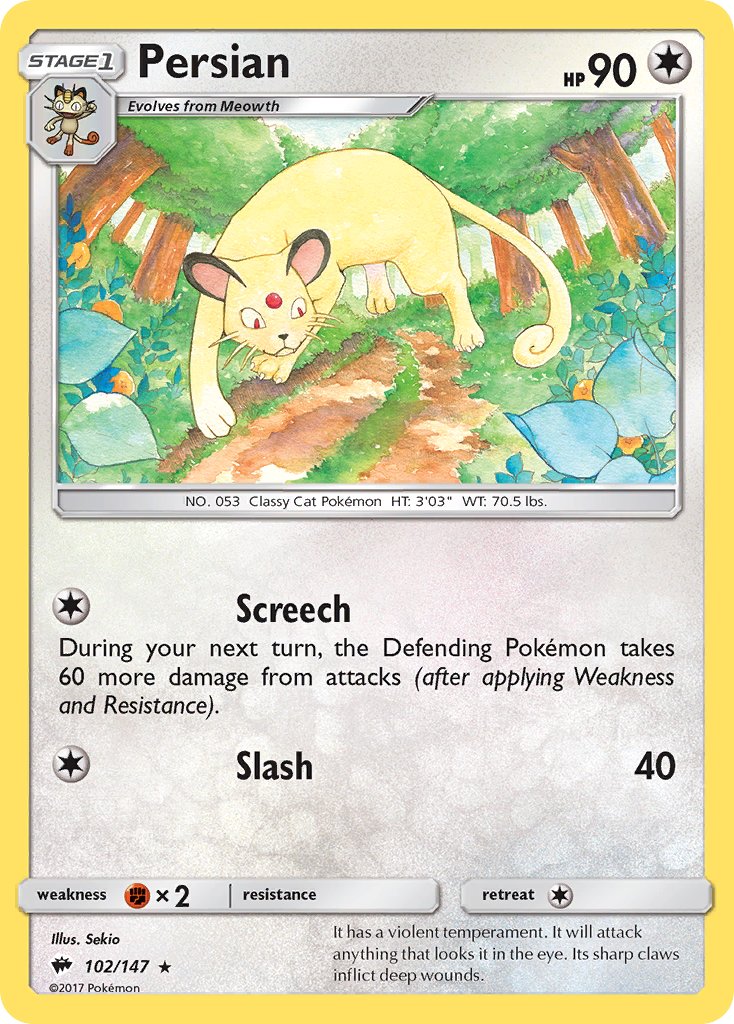 STAGE1
Persian
HP 90
Evolves from Meowth
NO. 053 Classy Cat Pokémon HT: 3'03" WT: 70.5 lbs.
Screech
During your next turn, the Defending Pokémon takes
60 more damage from attacks (after applying Weakness
and Resistance).
Slash 40
weakness ×2 resistance retreat
Illus. Sekio
102/147 ★
©2017 Pokémon
It has a violent temperament. It will attack
anything that looks it in the eye. Its sharp claws
inflict deep wounds.